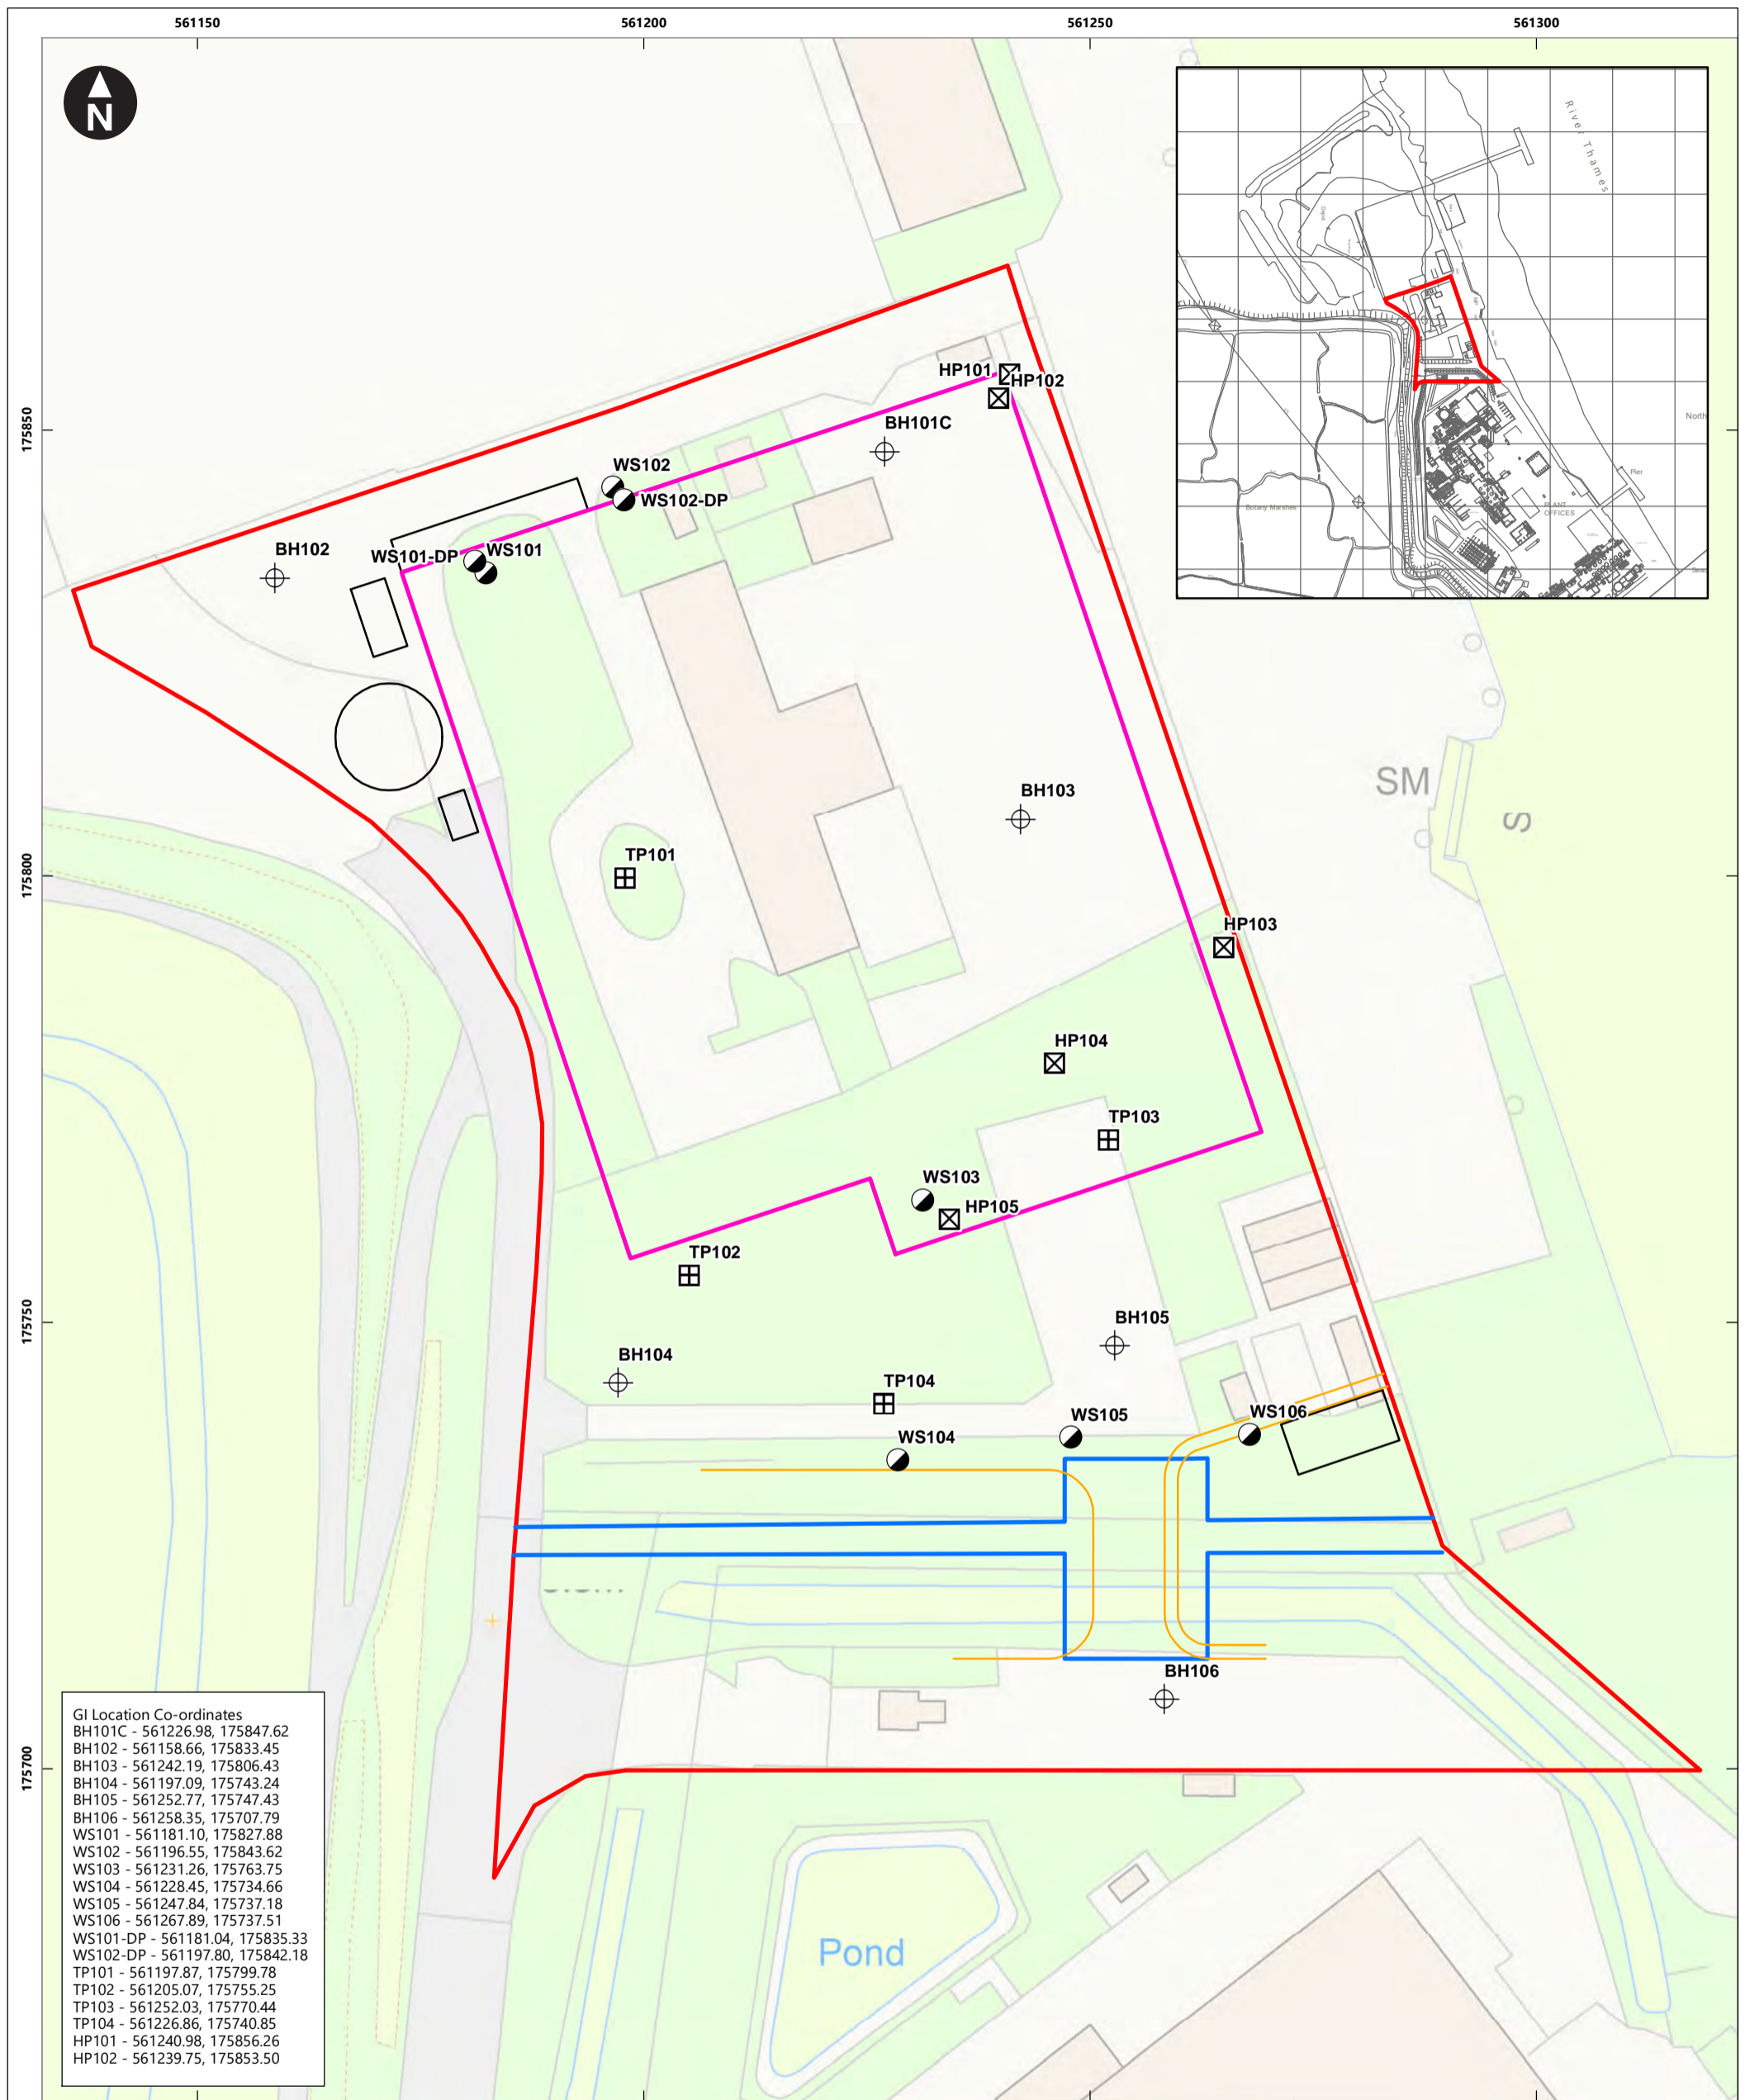 561150 561200 561250 561300
N
River Thames
North
Pier
PLANT
OFFICES
Botany Marshes
175850
HP101
HP102
BH101C
WS102
WS102-DP
BH102
WS101-DP
WS101
SM
S
BH103
175800
TP101
HP103
HP104
TP103
WS103
HP105
TP102
175750
BH105
BH104
TP104
WS105
WS106
WS104
BH106
175700
Pond
GI Location Co-ordinates
BH101C - 561226.98, 175847.62
BH102 - 561158.66, 175833.45
BH103 - 561242.19, 175806.43
BH104 - 561197.09, 175743.24
BH105 - 561252.77, 175747.43
BH106 - 561258.35, 175707.79
WS101 - 561181.10, 175827.88
WS102 - 561196.55, 175843.62
WS103 - 561231.26, 175763.75
WS104 - 561228.45, 175734.66
WS105 - 561247.84, 175737.18
WS106 - 561267.89, 175737.51
WS101-DP - 561181.04, 175835.33
WS102-DP - 561197.80, 175842.18
TP101 - 561197.87, 175799.78
TP102 - 561205.07, 175755.25
TP103 - 561252.03, 175770.44
TP104 - 561226.86, 175740.85
HP101 - 561240.98, 175856.26
HP102 - 561239.75, 175853.50